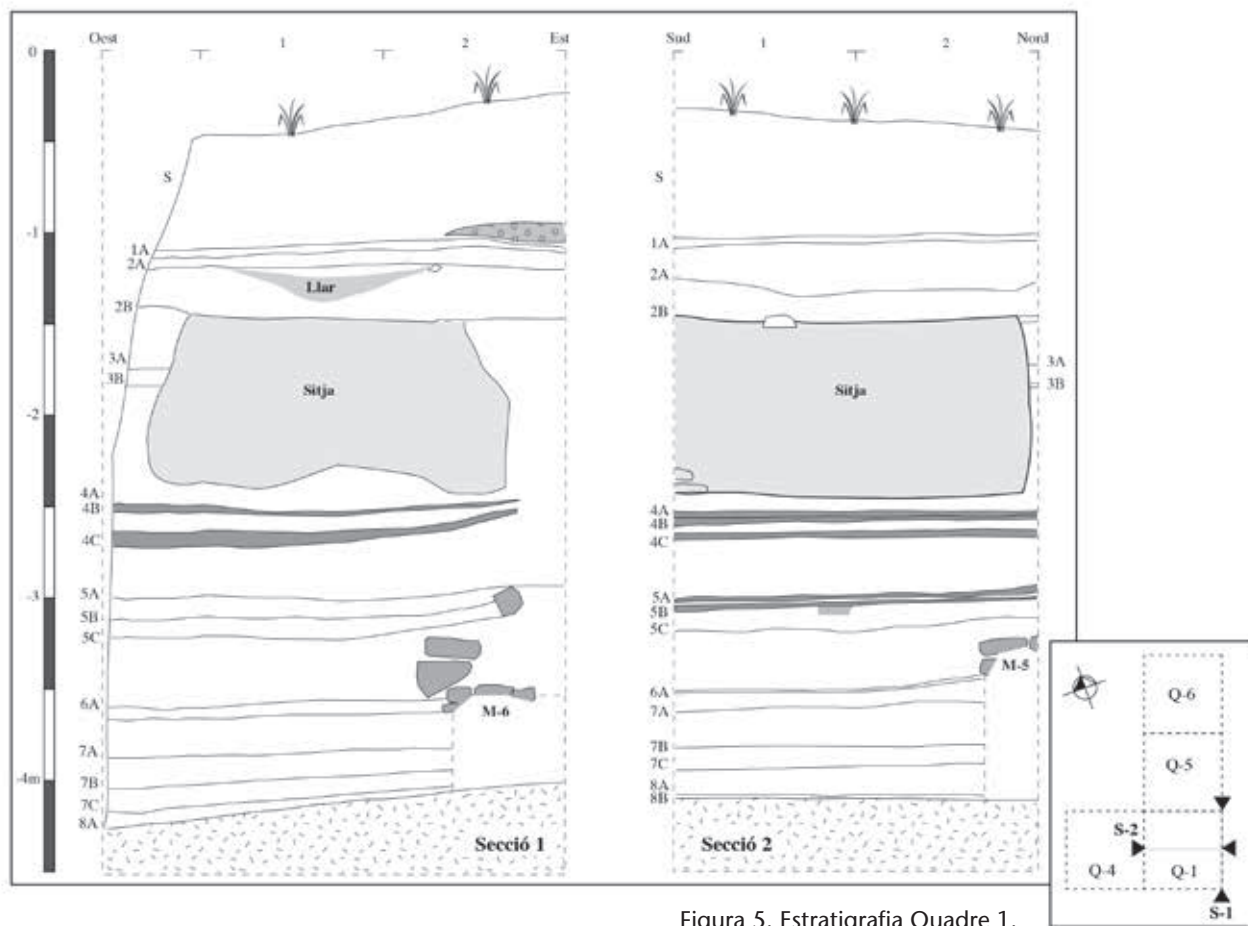 Oest 1 2 Est
Sud 1 2 Nord
0
-1
-2
-3
-4m
S
1A
2A
Llar
2B
3A
3B
Sitja
4A
4B
4C
5A
5B
5C
6A
M-6
7A
7B
7C
8A
Secció 1
S
1A
2A
2B
3A
3B
Sitja
4A
4B
4C
5A
5B
5C
M-5
6A
7A
7B
7C
8A
8B
Secció 2
Q-6
Q-5
S-2
Q-4 Q-1
S-1
Figura 5. Estratigrafia Quadre 1.